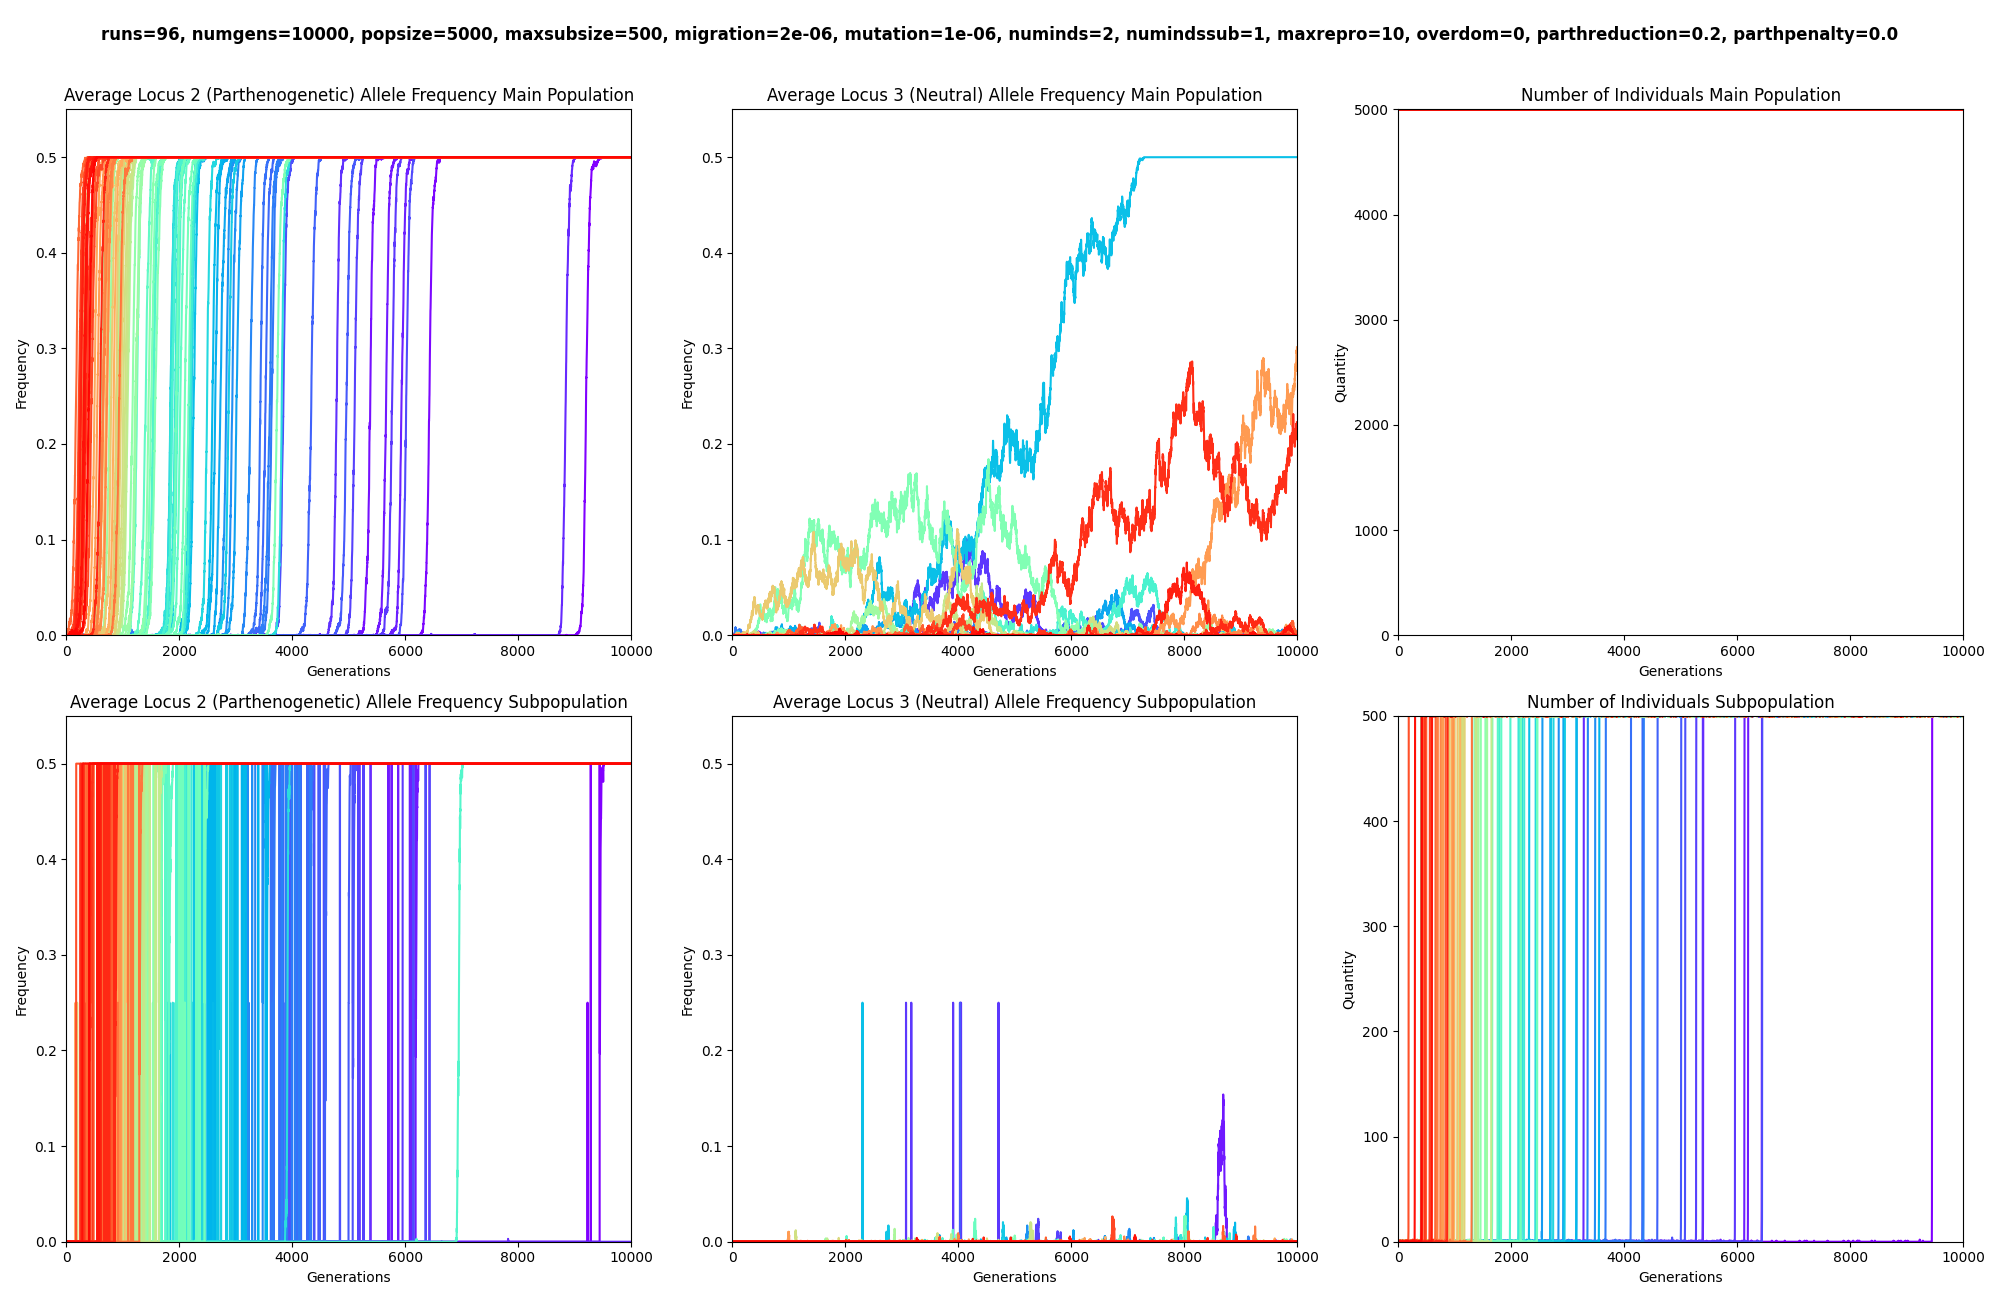 runs=96, numgens=10000, popsize=5000, maxsubsize=500, migration=2e-06, mutation=1e-06, numinds=2, numindssub=1, maxrepro=10, overdom=0, parthreduction=0.2, parthpenalty=0.0
Average Locus 2 (Parthenogenetic) Allele Frequency Main Population
0.5
0.4
0.3
0.2
0.1
0.0
Frequency
0 2000 4000 6000 8000 10000
Generations
Average Locus 3 (Neutral) Allele Frequency Main Population
0.5
0.4
0.3
0.2
0.1
0.0
Frequency
0 2000 4000 6000 8000 10000
Generations
Number of Individuals Main Population
5000
4000
3000
2000
1000
0
Quantity
0 2000 4000 6000 8000 10000
Generations
Average Locus 2 (Parthenogenetic) Allele Frequency Subpopulation
0.5
0.4
0.3
0.2
0.1
0.0
Frequency
0 2000 4000 6000 8000 10000
Generations
Average Locus 3 (Neutral) Allele Frequency Subpopulation
0.5
0.4
0.3
0.2
0.1
0.0
Frequency
0 2000 4000 6000 8000 10000
Generations
Number of Individuals Subpopulation
500
400
300
200
100
0
Quantity
0 2000 4000 6000 8000 10000
Generations